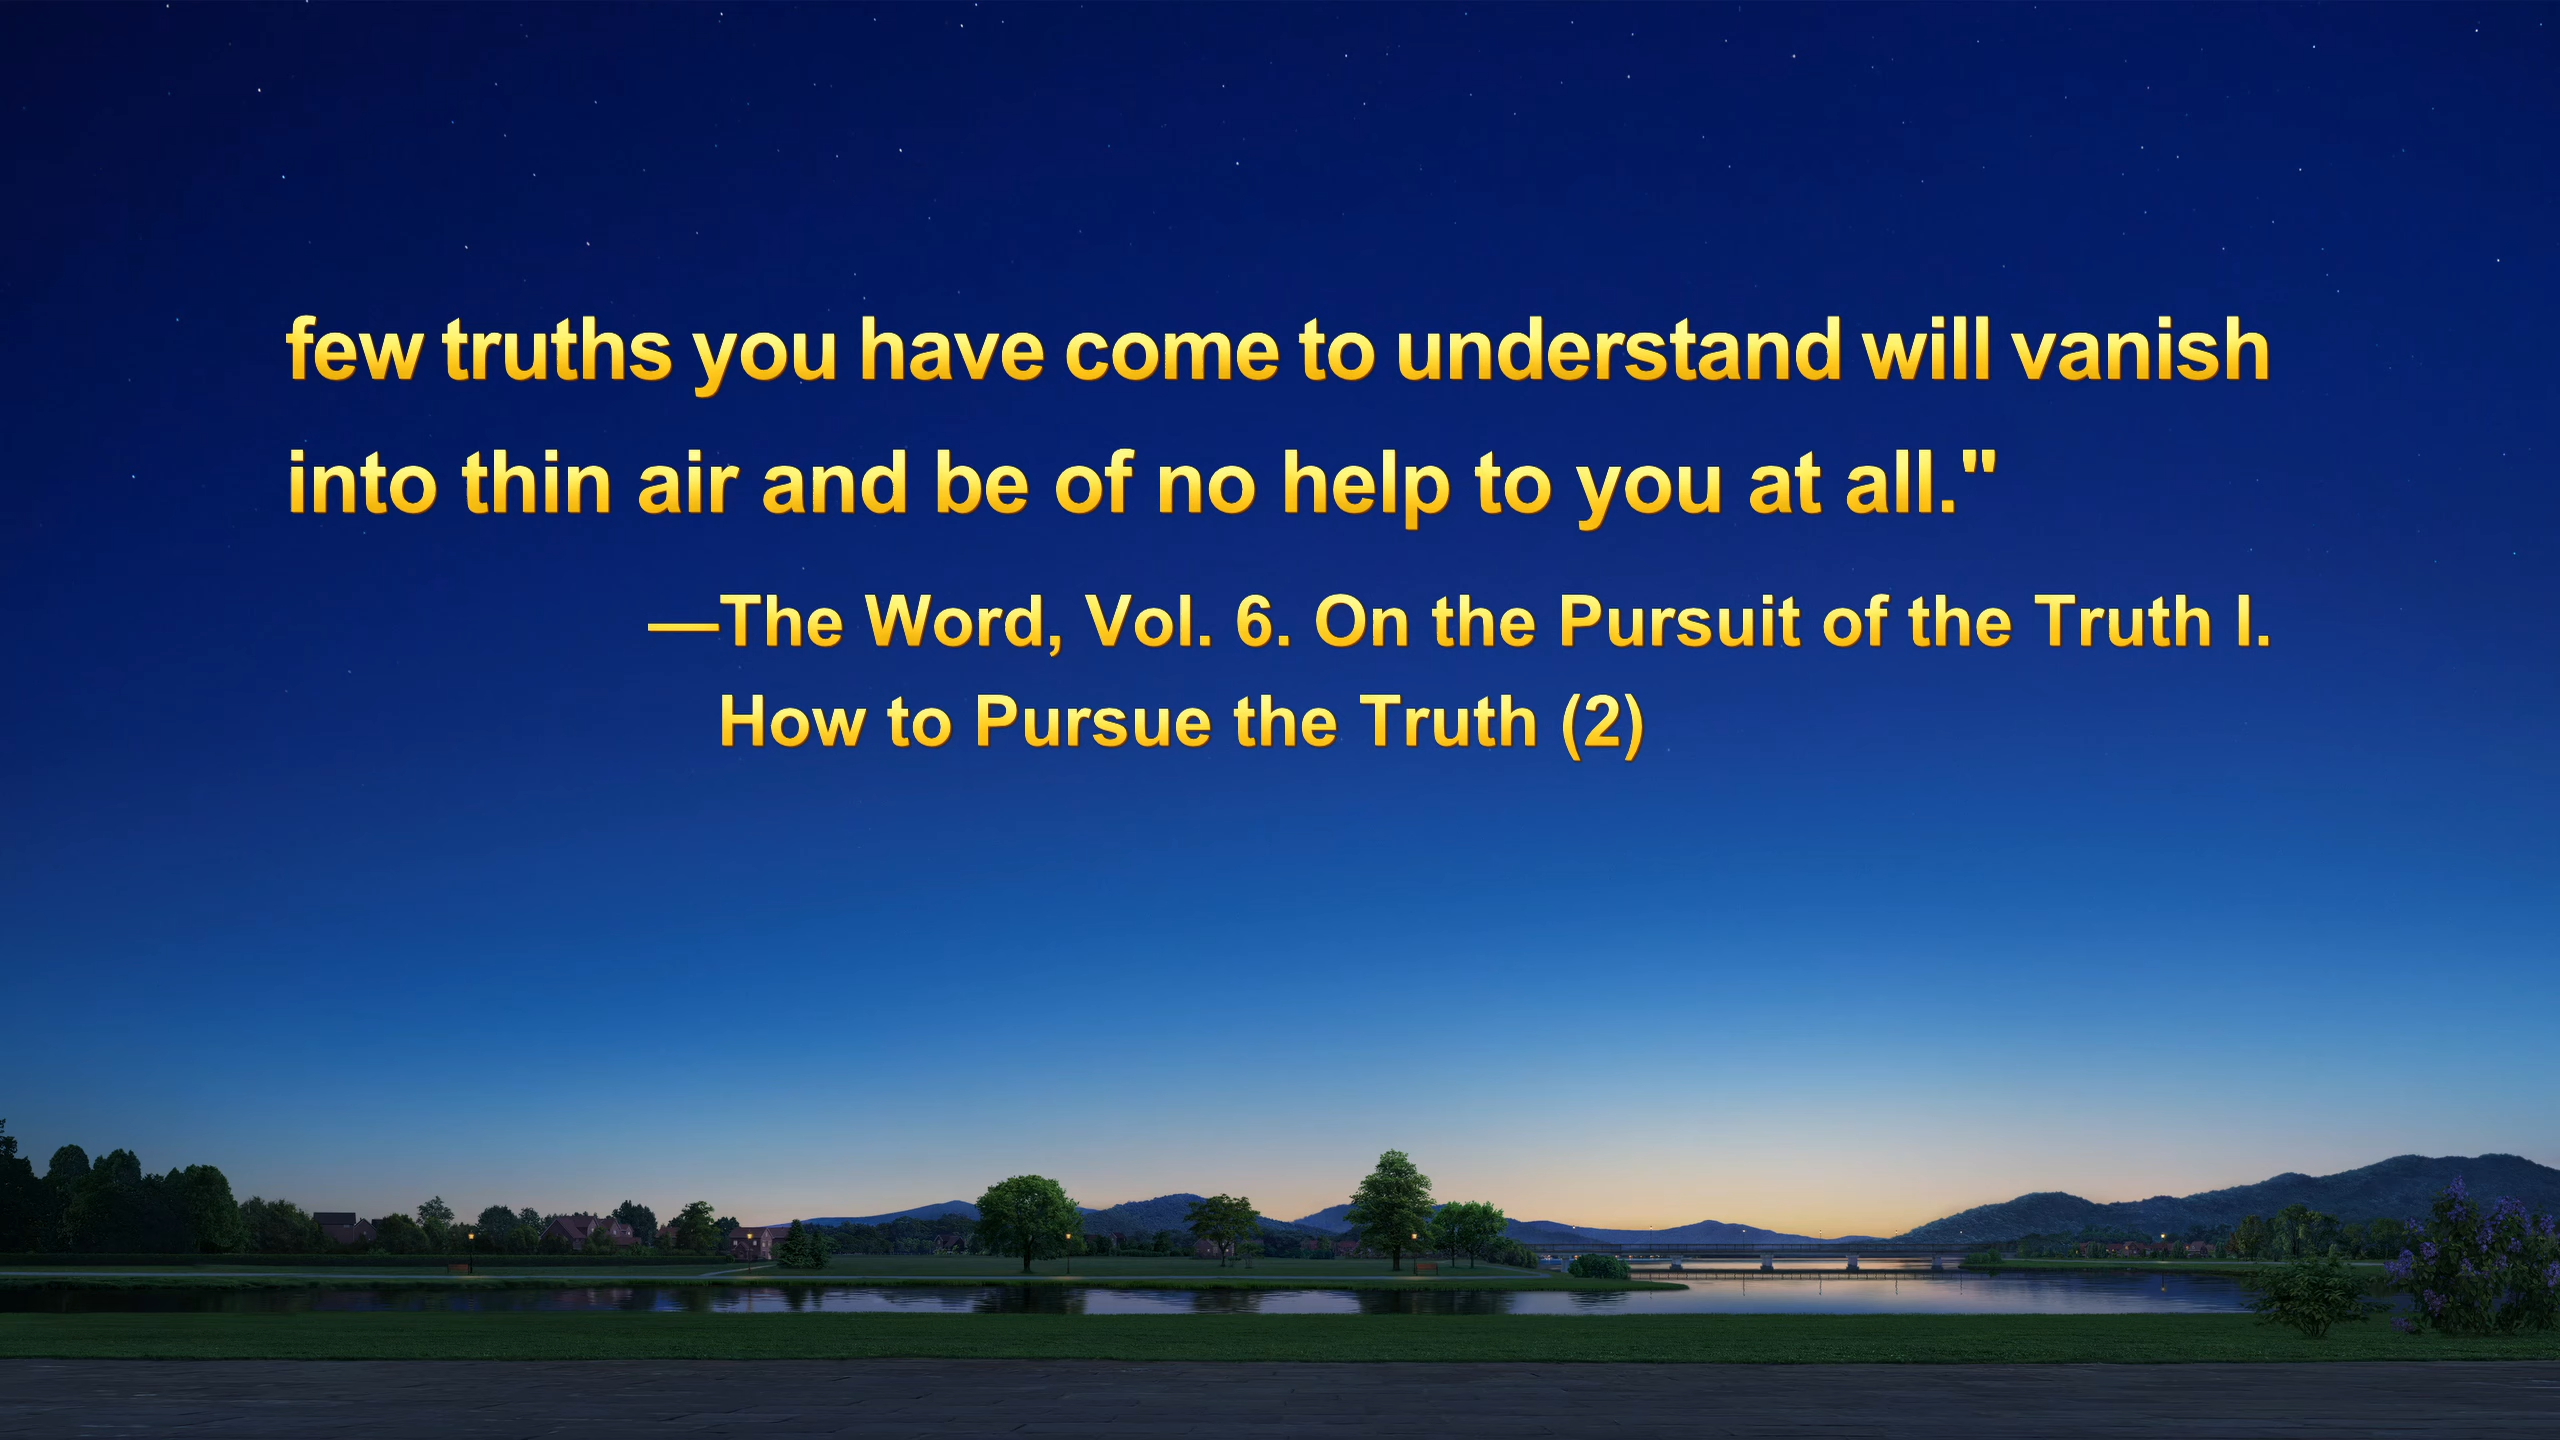 few truths you have come to understand will vanish
into thin air and be of no help to you at all."
—The Word, Vol. 6. On the Pursuit of the Truth I.
How to Pursue the Truth (2)